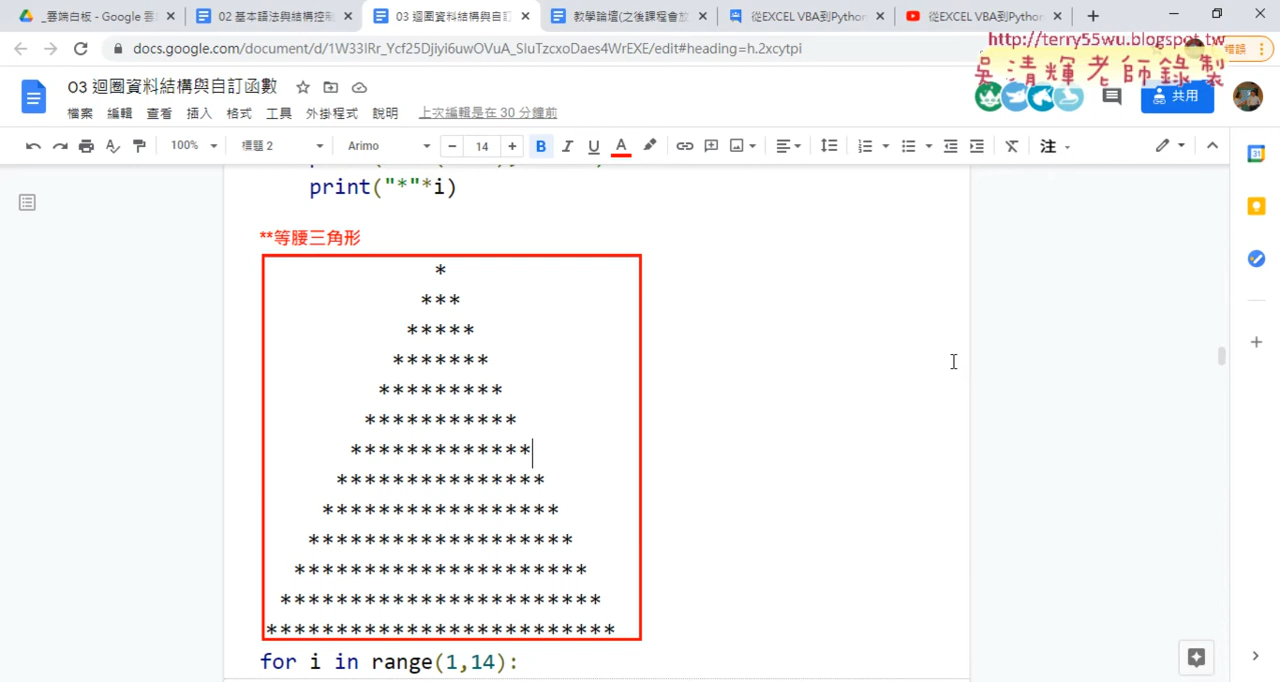 _雲端白板 - Google 雲
02 基本語法與結構控制
03 迴圈資料結構與自訂
教學論壇(之後課程會放
從EXCEL VBA到Python
從EXCEL VBA到Python
docs.google.com/document/d/1W33lRr_Ycf25Djiyi6uwOVuA_SluTzcxoDaes4WrEXE/edit#heading=h.2xcytpi
http://terry55wu.blogspot.tw
吳清輝老師錄製
03 迴圈資料結構與自訂函數
共用
檔案 編輯 查看 插入 格式 工具 外掛程式 說明 上次編輯是在 30 分鐘前
100% 標題 2 Arimo 14 B I U A 注
print("*"*i)
**等腰三角形
*
***
*****
*******
*********
***********
*************
***************
*****************
*******************
*********************
***********************
*************************
for i in range(1,14):